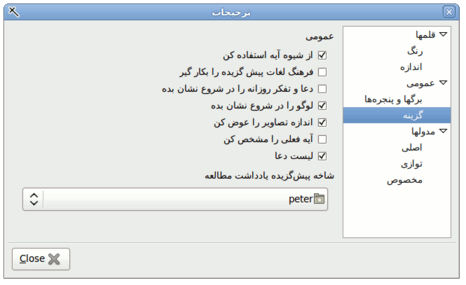 ترجیحات
قلمها
رنگ
اندازه
عمومی
برگها و پنجره‌ها
گزینه
مدولها
اصلی
توازی
مخصوص
عمومی
از شیوه آیه استفاده کن
فرهنگ لغات پیش گزیده را بکار گیر
دعا و تفکر روزانه را در شروع نشان بده
لوگو را در شروع نشان بده
اندازه تصاویر را عوض کن
آیه فعلی را مشخص کن
لیست دعا
شاخه پیش‌گزیده یادداشت مطالعه
peter
Close